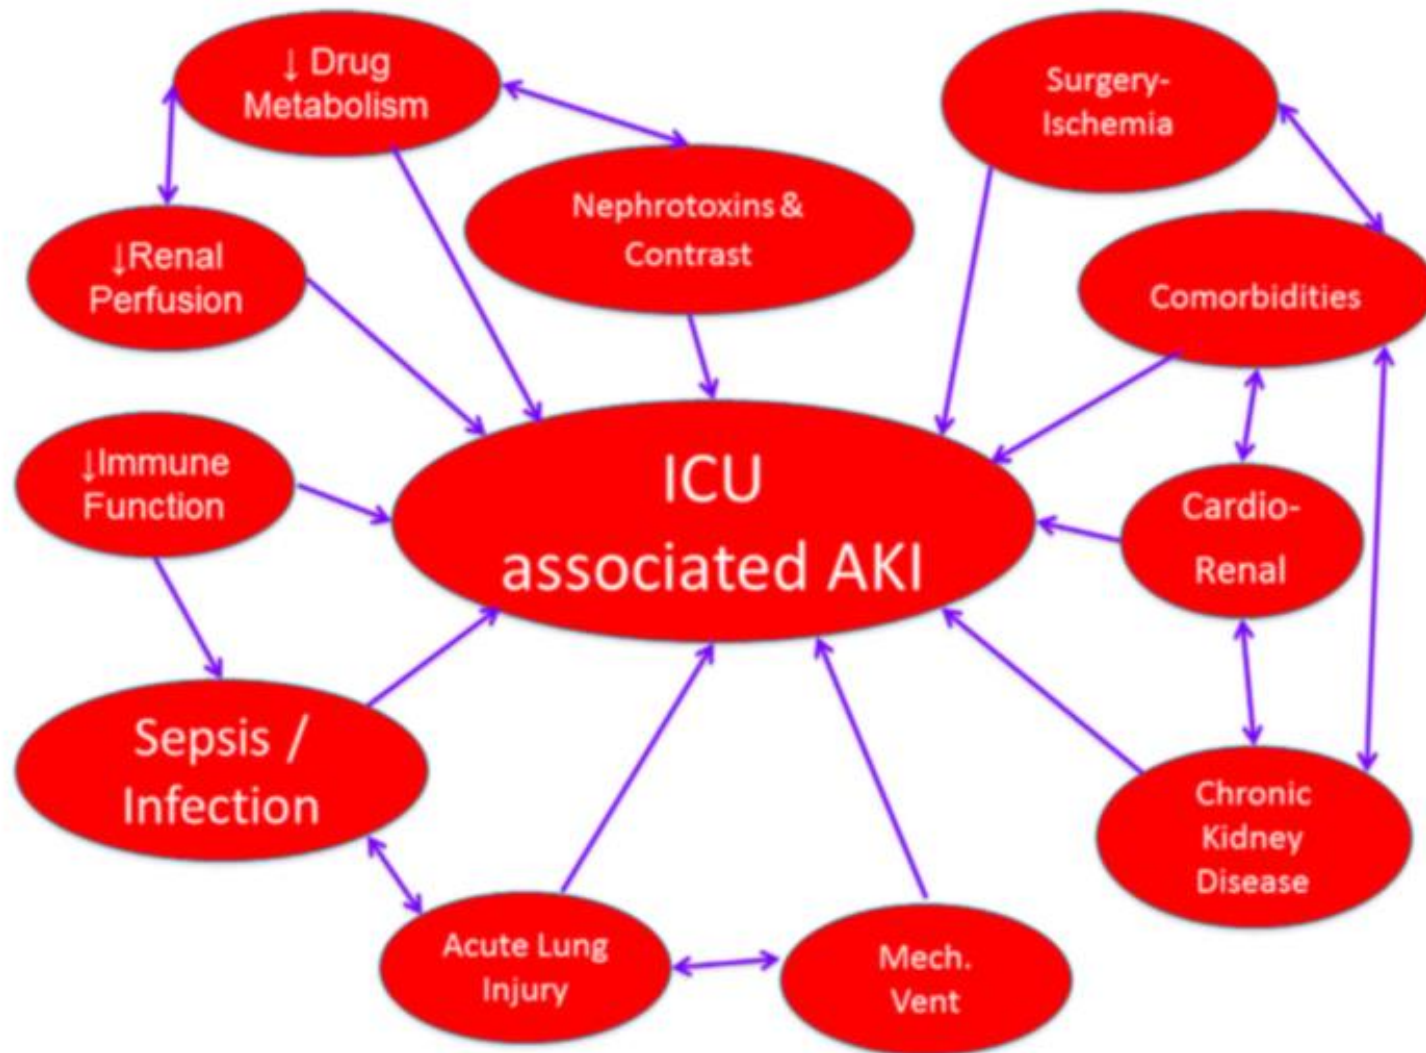 ↓ Drug
Metabolism
Surgery-
Ischemia
Nephrotoxins &
Contrast
↓Renal
Perfusion
Comorbidities
↓Immune
Function
ICU
associated AKI
Cardio-
Renal
Sepsis /
Infection
Chronic
Kidney
Disease
Acute Lung
Injury
Mech.
Vent